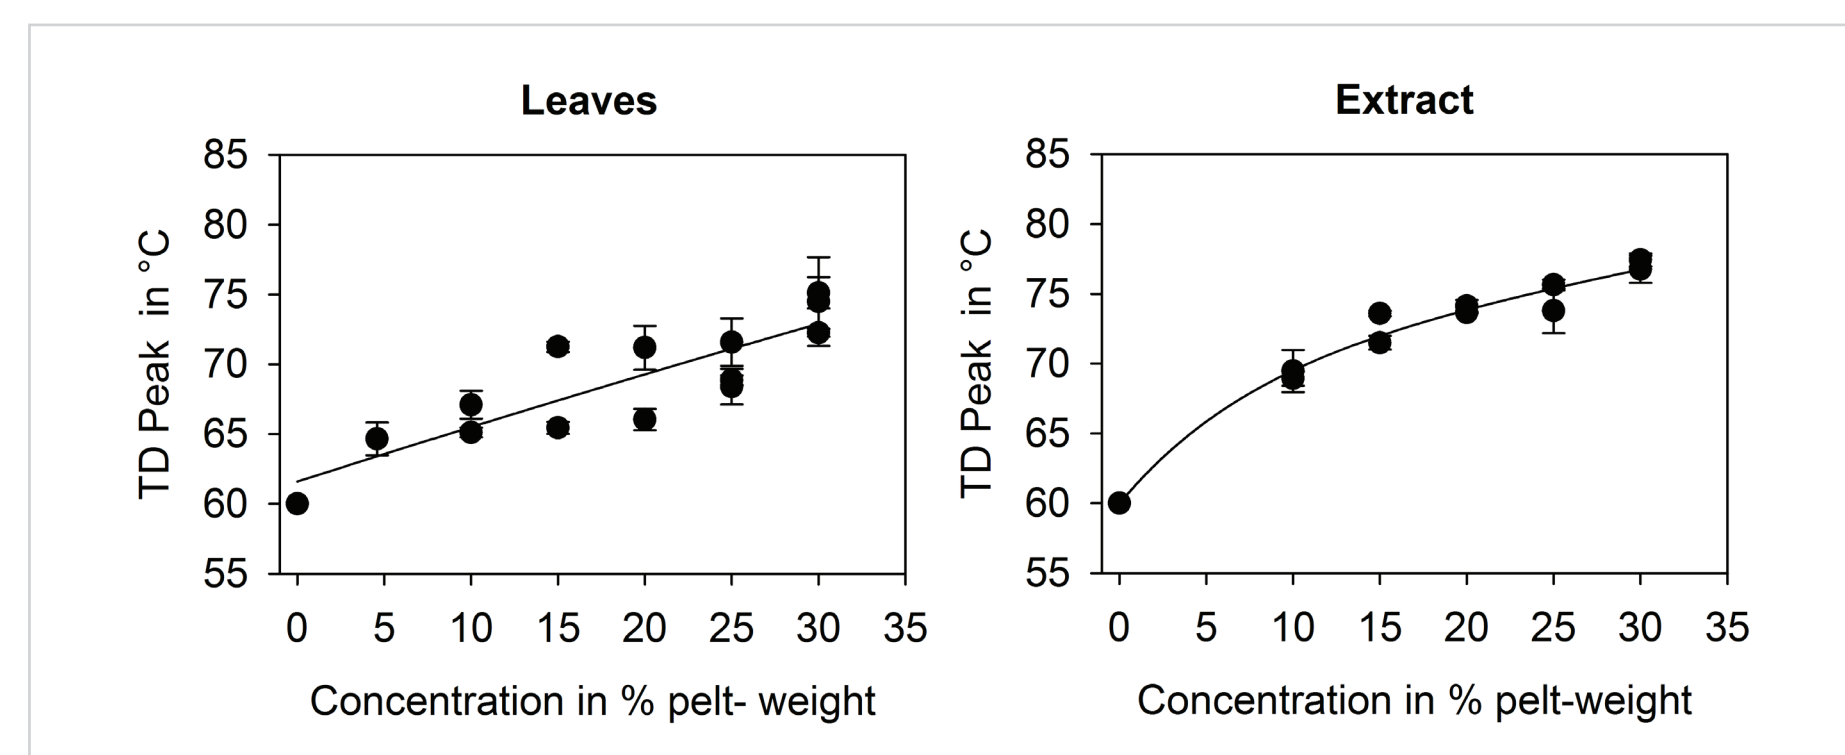 Leaves
85
80
75
70
65
60
55
TD Peak in °C
0 5 10 15 20 25 30 35
Concentration in % pelt- weight
Extract
85
80
75
70
65
60
55
TD Peak in °C
0 5 10 15 20 25 30 35
Concentration in % pelt-weight